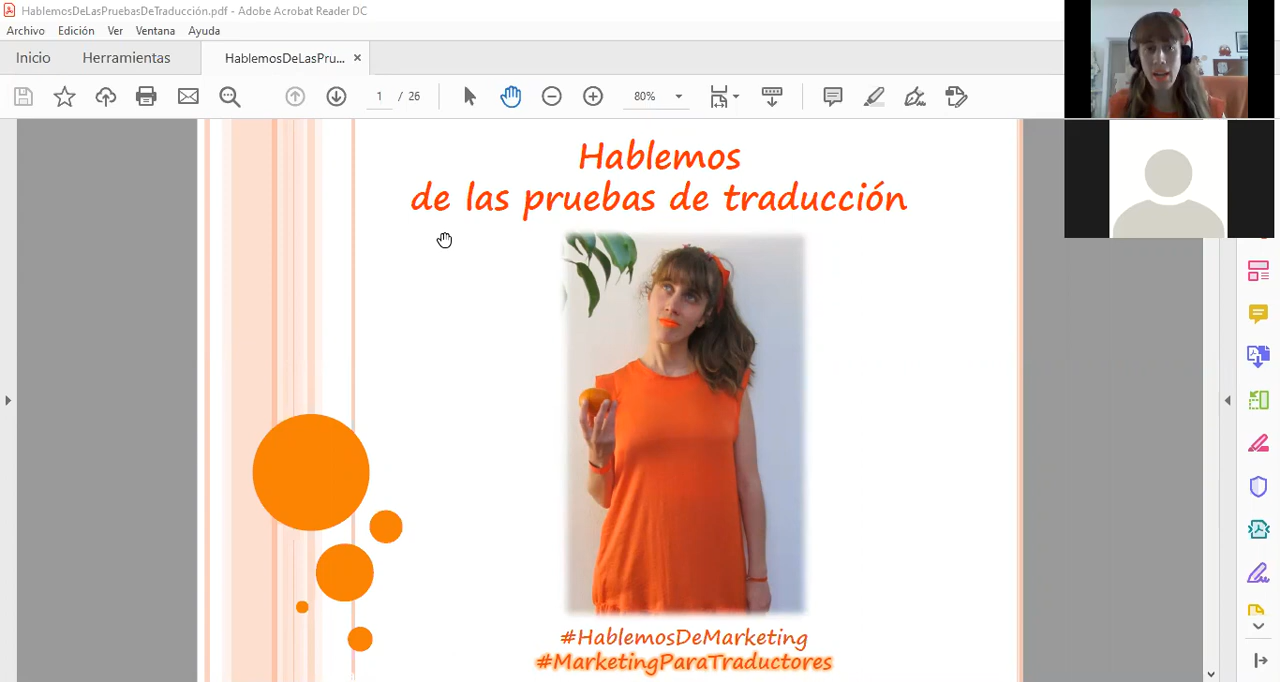 HablemosDeLasPruebasDeTraducción.pdf - Adobe Acrobat Reader DC
Archivo Edición Ver Ventana Ayuda
Inicio Herramientas HablemosDeLasPru... ×
1 / 26 80%
Hablemos
de las pruebas de traducción
#HablemosDeMarketing
#MarketingParaTraductores